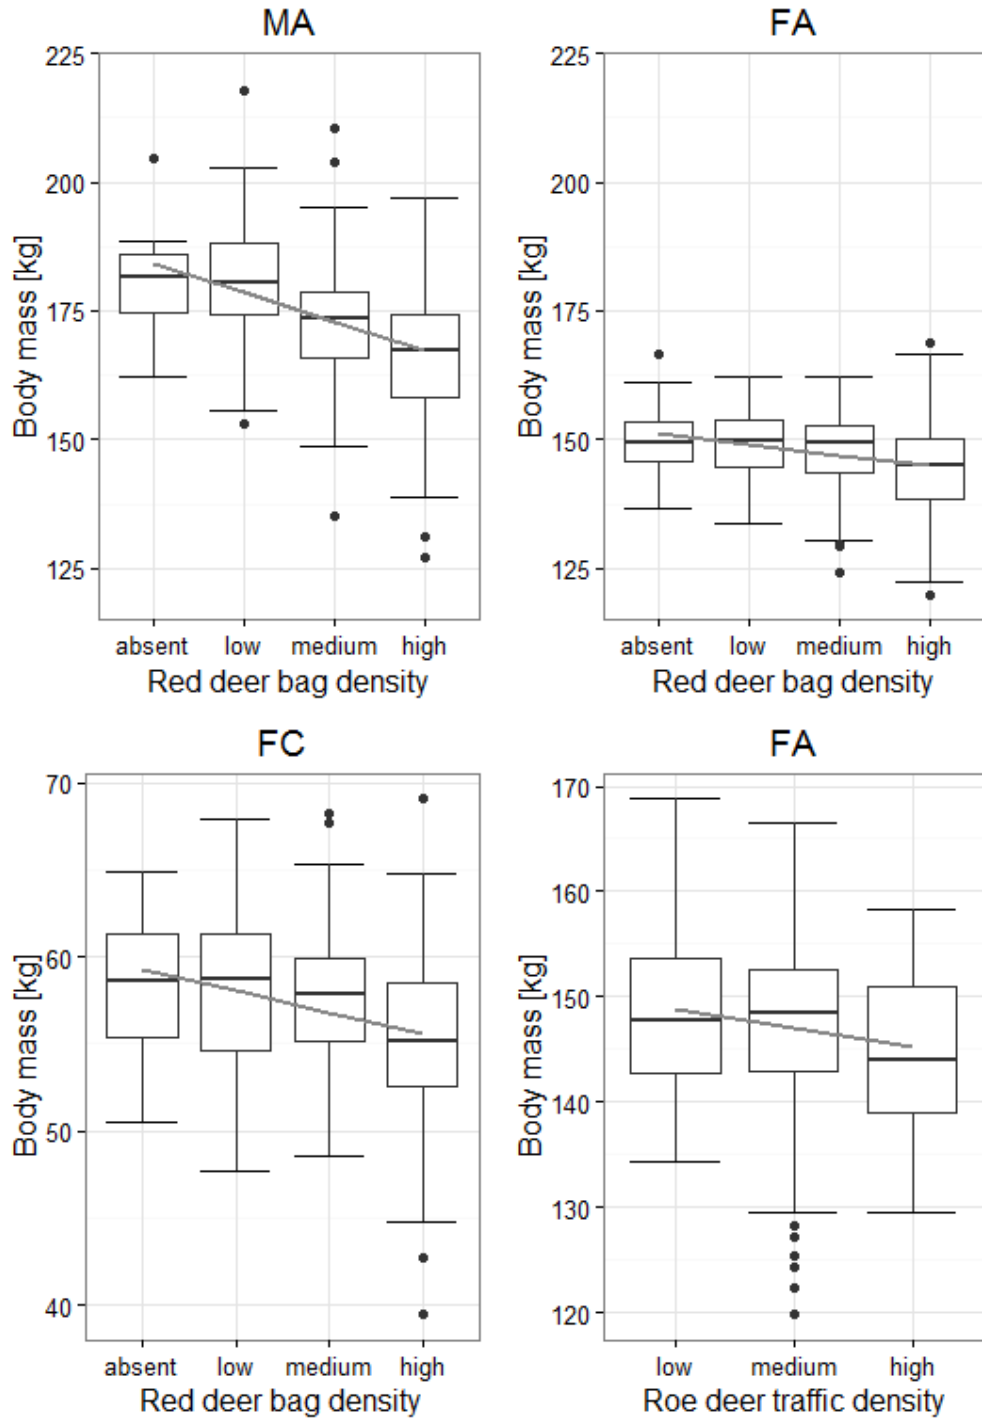 MA
225
200
175
150
125
Body mass [kg]
absent low medium high
Red deer bag density
FA
225
200
175
150
125
Body mass [kg]
absent low medium high
Red deer bag density
FC
70
60
50
40
Body mass [kg]
absent low medium high
Red deer bag density
FA
170
160
150
140
130
120
Body mass [kg]
low medium high
Roe deer traffic density